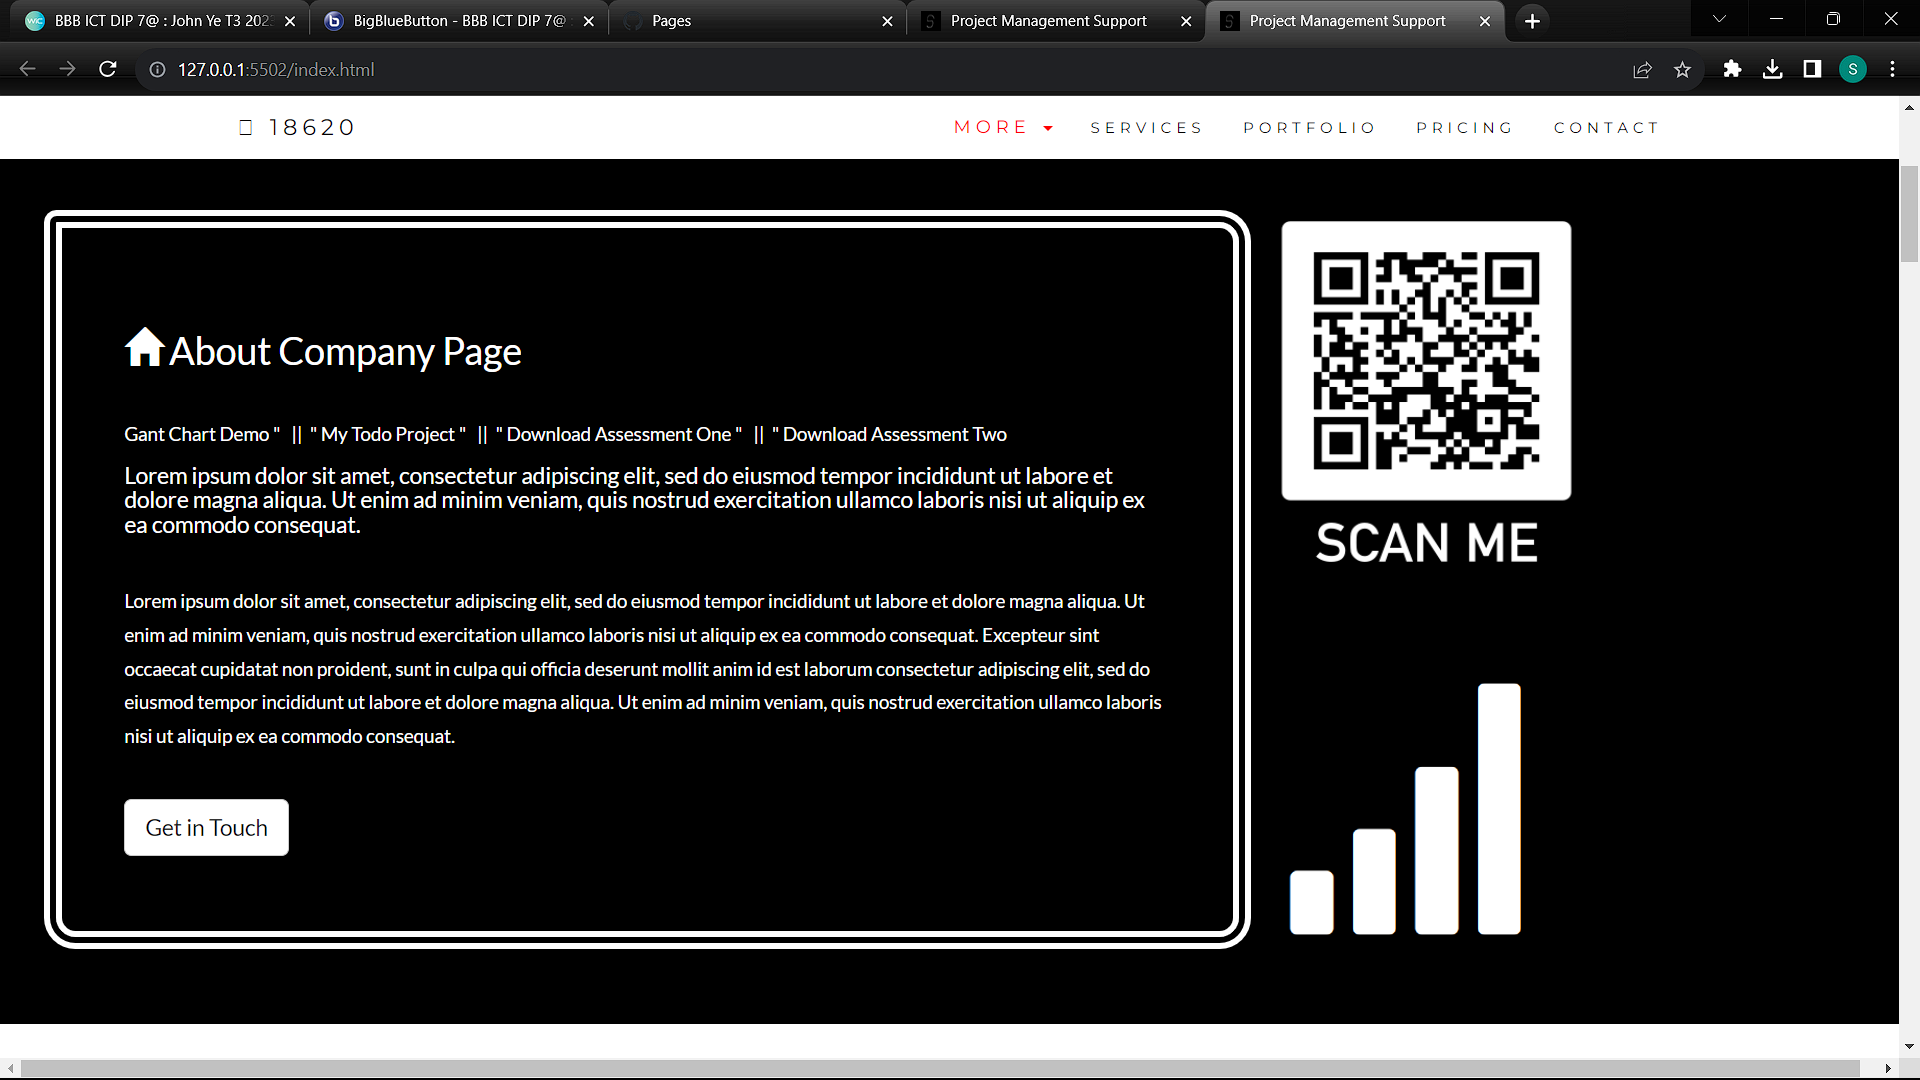 BBB ICT DIP 7@ : John Ye T3 202
BigBlueButton - BBB ICT DIP 7@
Pages
Project Management Support
Project Management Support
127.0.0.1:5502/index.html
S
18620
MORE
SERVICES
PORTFOLIO
PRICING
CONTACT
About Company Page
Gant Chart Demo " || " My Todo Project " || " Download Assessment One " || " Download Assessment Two
Lorem ipsum dolor sit amet, consectetur adipiscing elit, sed do eiusmod tempor incididunt ut labore et
dolore magna aliqua. Ut enim ad minim veniam, quis nostrud exercitation ullamco laboris nisi ut aliquip ex
ea commodo consequat.
Lorem ipsum dolor sit amet, consectetur adipiscing elit, sed do eiusmod tempor incididunt ut labore et dolore magna aliqua. Ut
enim ad minim veniam, quis nostrud exercitation ullamco laboris nisi ut aliquip ex ea commodo consequat. Excepteur sint
occaecat cupidatat non proident, sunt in culpa qui officia deserunt mollit anim id est laborum consectetur adipiscing elit, sed do
eiusmod tempor incididunt ut labore et dolore magna aliqua. Ut enim ad minim veniam, quis nostrud exercitation ullamco laboris
nisi ut aliquip ex ea commodo consequat.
Get in Touch
SCAN ME